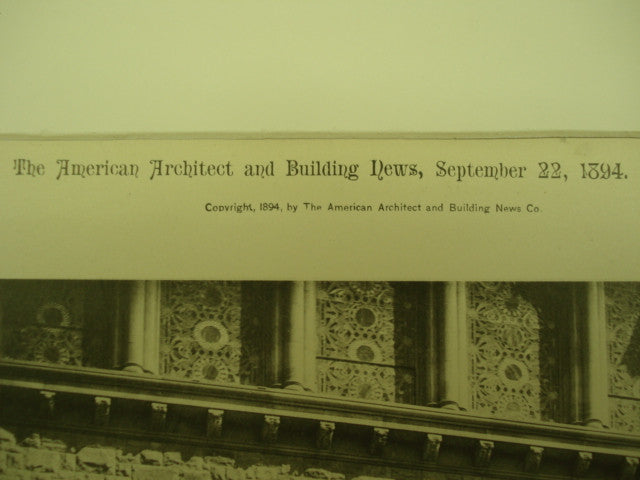 The American Architect and Building News, September 22, 1894.
Copyright, 1894, by The American Architect and Building News Co.